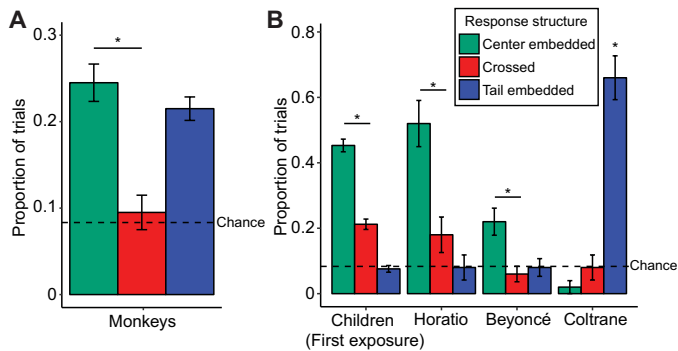 A
Proportion of trials
0.3
0.2
0.1
0
*
Chance
Monkeys
B
Proportion of trials
0.8
0.6
0.4
0.2
0
Response structure
Center embedded
Crossed
Tail embedded
*
*
*
*
Chance
Children
(First exposure)
Horatio
Beyoncé
Coltrane